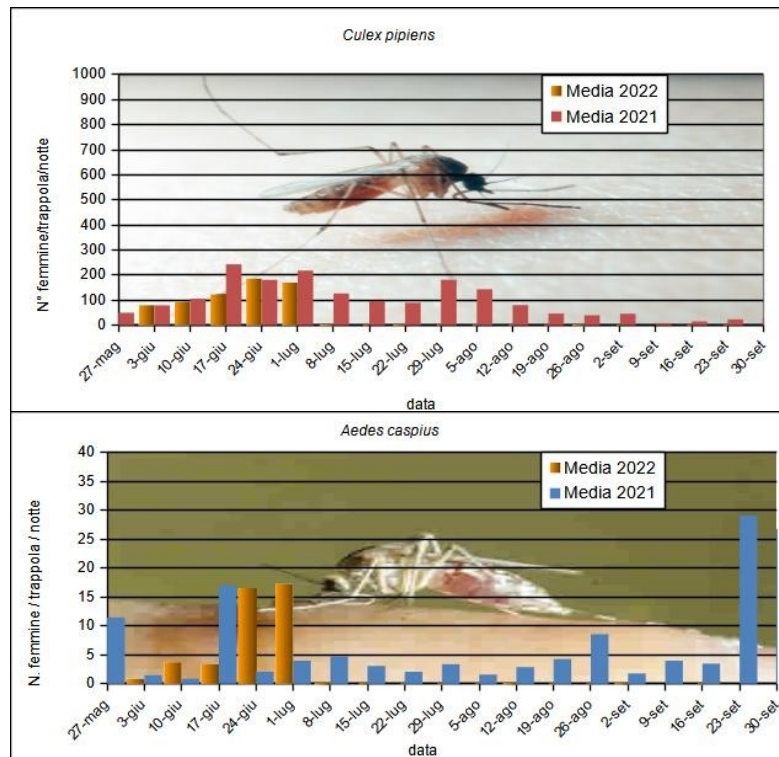 Culex pipiens
1000
900
800
700
600
500
400
300
200
100
0
N° femmine/trappola/notte
Media 2022
Media 2021
27-mag
3-giu
10-giu
17-giu
24-giu
1-lug
8-lug
15-lug
22-lug
29-lug
5-ago
12-ago
19-ago
26-ago
2-set
9-set
16-set
23-set
30-set
data
Aedes caspius
40
35
30
25
20
15
10
5
0
N. femmine / trappola / notte
Media 2022
Media 2021
27-mag
3-giu
10-giu
17-giu
24-giu
1-lug
8-lug
15-lug
22-lug
29-lug
5-ago
12-ago
19-ago
26-ago
2-set
9-set
16-set
23-set
30-set
data